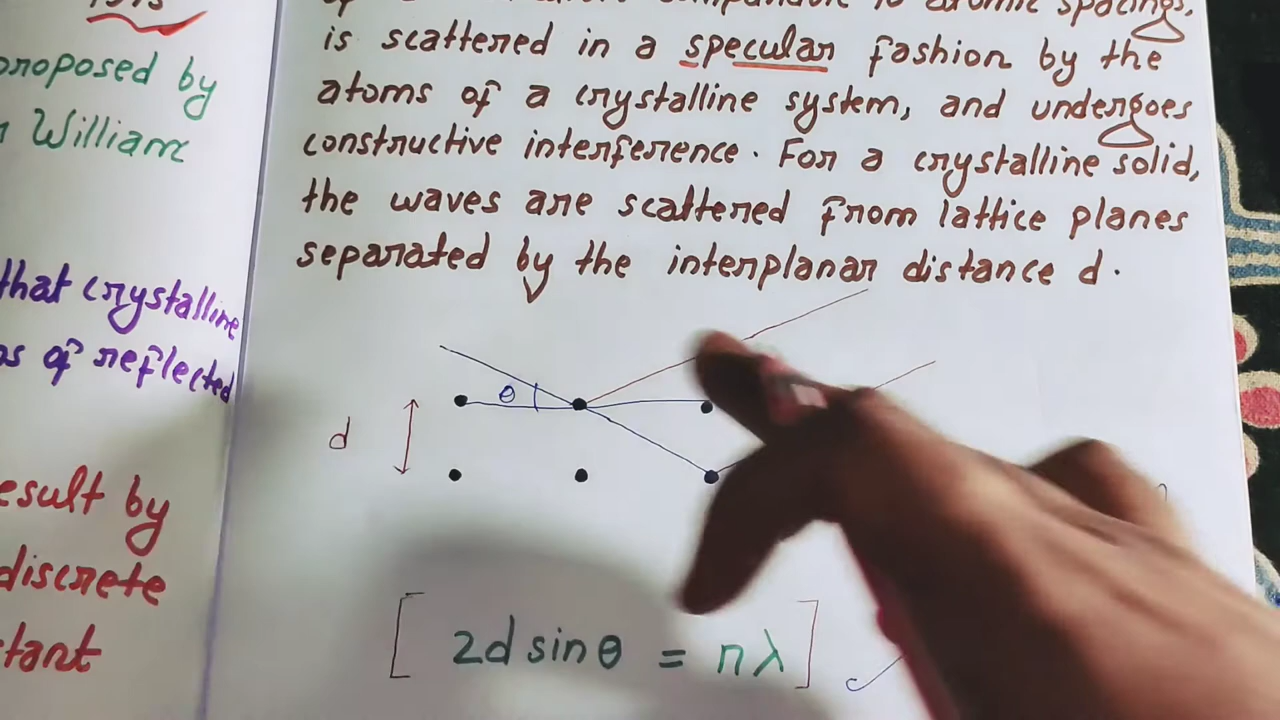 1915
proposed by
William
that crystalline
of reflected
result by
discrete
is scattered in a specular fashion by the
atoms of a crystalline system, and undergoes
constructive interference. For a crystalline solid,
the waves are scattered from lattice planes
separated by the interplanar distance d.
θ
d
[ 2d sinθ = nλ ]